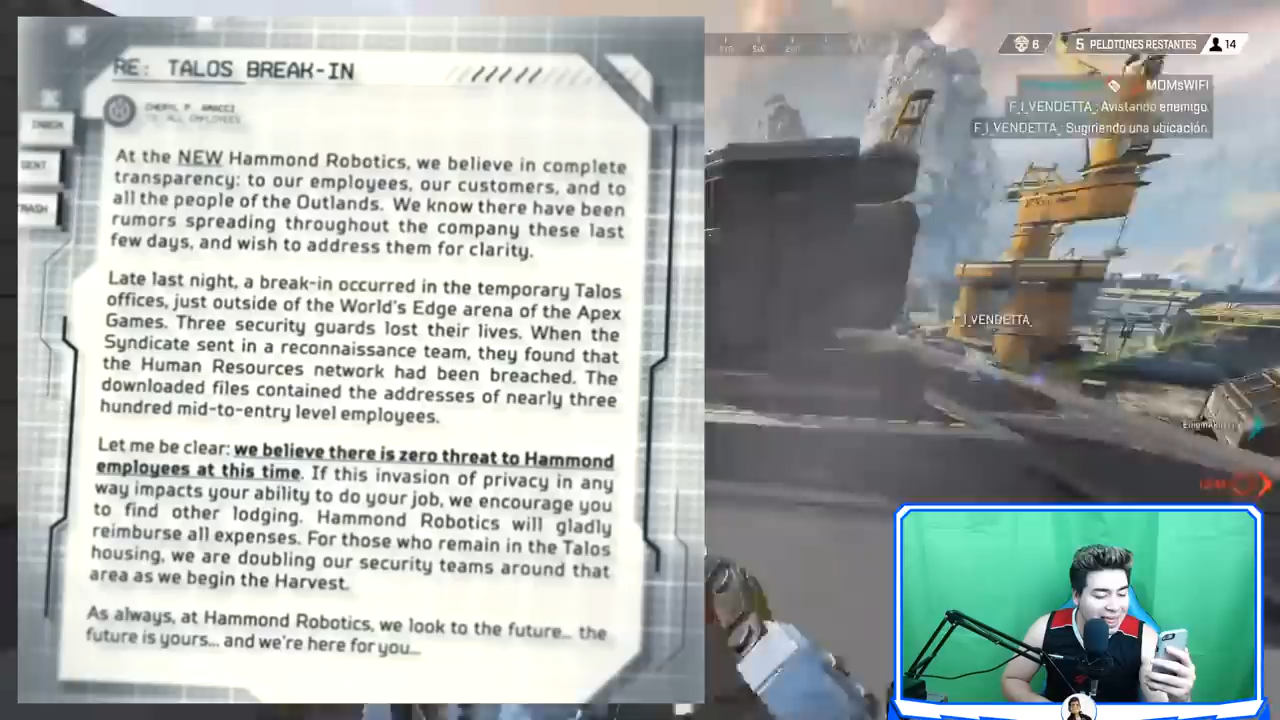 RE: TALOS BREAK-IN
CHERYL P. AMACCI
TO: ALL EMPLOYEES
INBOX
SENT
TRASH
At the NEW Hammond Robotics, we believe in complete
transparency: to our employees, our customers, and to
all the people of the Outlands. We know there have been
rumors spreading throughout the company these last
few days, and wish to address them for clarity.
Late last night, a break-in occurred in the temporary Talos
offices, just outside of the World's Edge arena of the Apex
Games. Three security guards lost their lives. When the
Syndicate sent in a reconnaissance team, they found that
the Human Resources network had been breached. The
downloaded files contained the addresses of nearly three
hundred mid-to-entry level employees.
Let me be clear: we believe there is zero threat to Hammond
employees at this time. If this invasion of privacy in any
way impacts your ability to do your job, we encourage you
to find other lodging. Hammond Robotics will gladly
reimburse all expenses. For those who remain in the Talos
housing, we are doubling our security teams around that
area as we begin the Harvest.
As always, at Hammond Robotics, we look to the future... the
future is yours... and we're here for you...
6
5 PELOTONES RESTANTES 14
MOMsWIFI
F_I_VENDETTA_: Avistando enemigo.
F_I_VENDETTA_: Sugiriendo una ubicación.
F_I_VENDETTA_